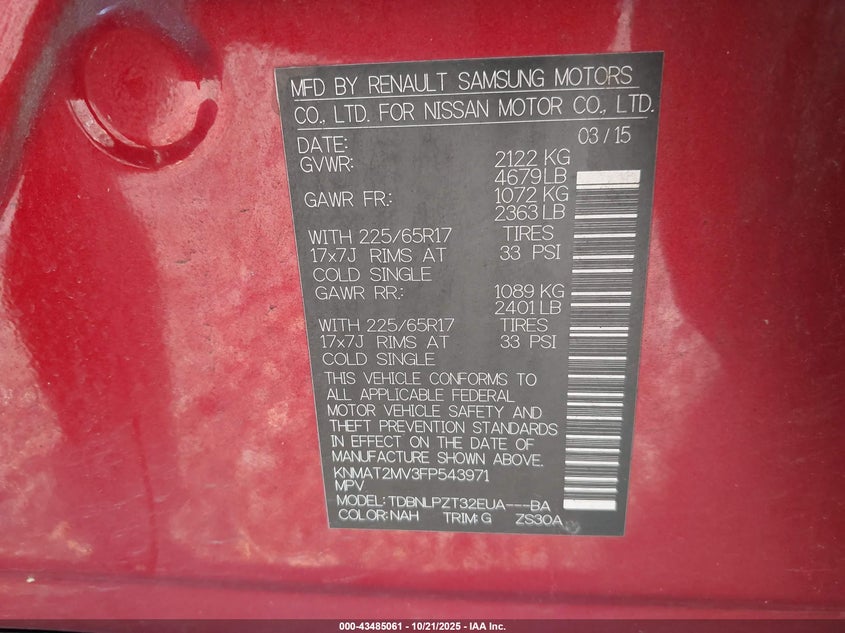 MFD BY RENAULT SAMSUNG MOTORS
CO., LTD. FOR NISSAN MOTOR CO., LTD.
DATE: 03/15
GVWR: 2122 KG
4679 LB
GAWR FR.: 1072 KG
2363 LB
WITH 225/65R17 TIRES
17x7J RIMS AT 33 PSI
COLD SINGLE
GAWR RR.: 1089 KG
2401 LB
WITH 225/65R17 TIRES
17x7J RIMS AT 33 PSI
COLD SINGLE
THIS VEHICLE CONFORMS TO
ALL APPLICABLE FEDERAL
MOTOR VEHICLE SAFETY AND
THEFT PREVENTION STANDARDS
IN EFFECT ON THE DATE OF
MANUFACTURE SHOWN ABOVE.
KNMAT2MV3FP543971
MPV
MODEL: TDBNLPZT32EUA---BA
COLOR: NAH TRIM: G ZS30A
000-43485061 - 10/21/2025 - IAA Inc.